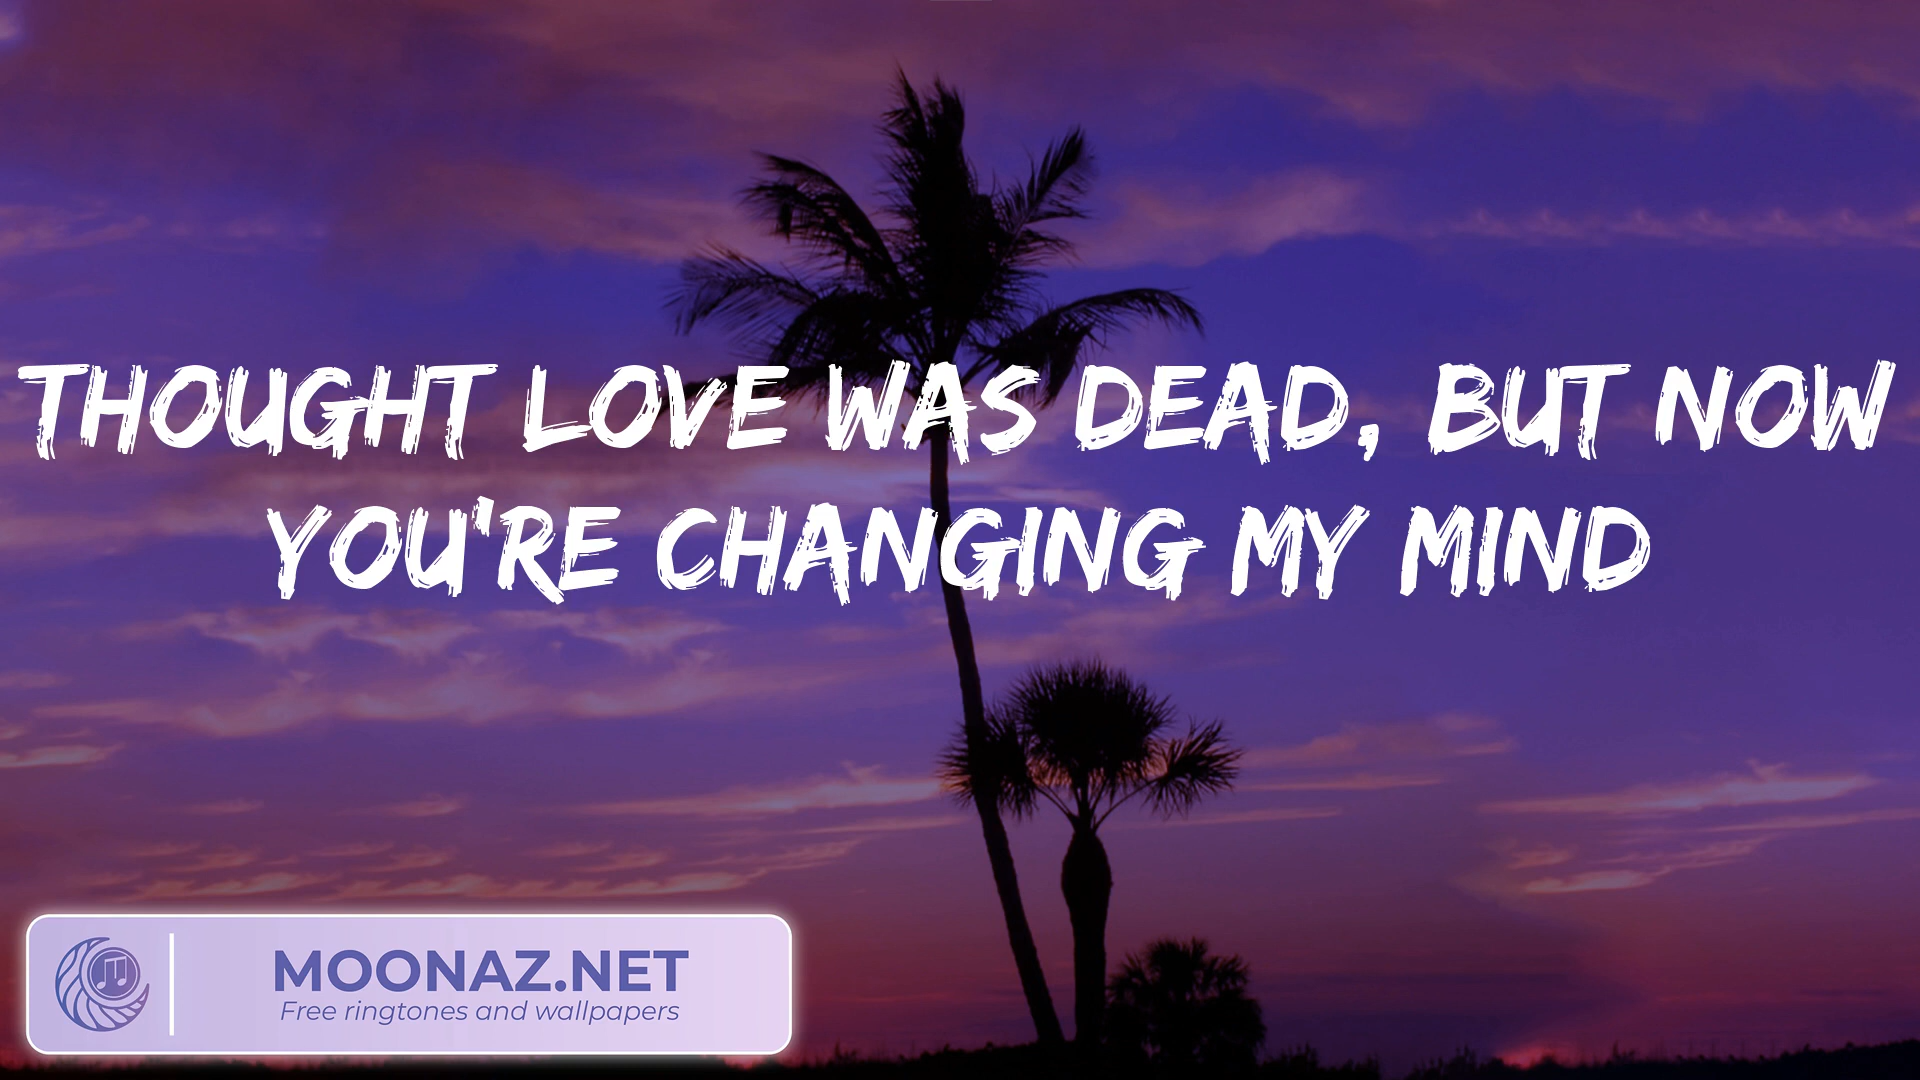 THOUGHT LOVE WAS DEAD, BUT NOW
YOU'RE CHANGING MY MIND
MOONAZ.NET
Free ringtones and wallpapers